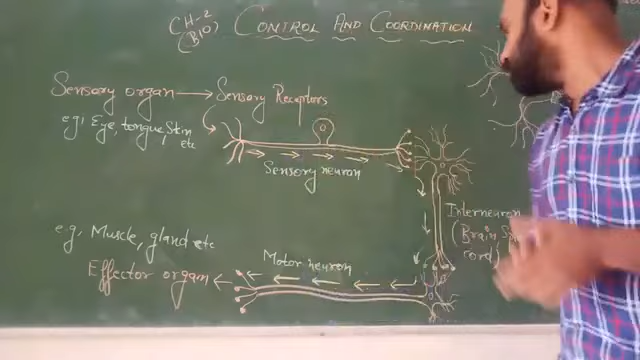 CH-2
(BIO)
CONTROL AND COORDINATION
Sensory organ → Sensory Receptors
eg; Eye, tongue, Skin, etc
Sensory neuron
Interneuron
(Brain
cord)
e.g, Muscle, gland etc
Motor neuron
Effector organ